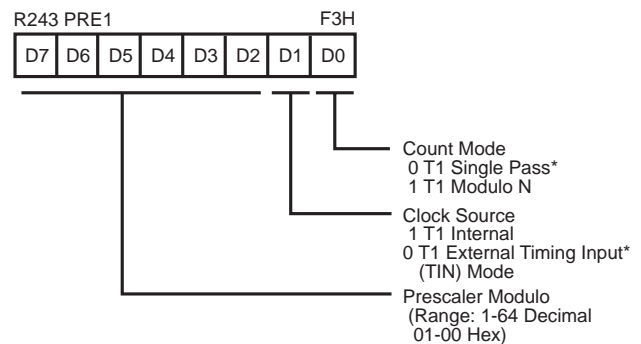 R243 PRE1 F3H
D7 D6 D5 D4 D3 D2 D1 D0
Count Mode
0 T1 Single Pass*
1 T1 Modulo N
Clock Source
1 T1 Internal
0 T1 External Timing Input*
(TIN) Mode
Prescaler Modulo
(Range: 1-64 Decimal
01-00 Hex)